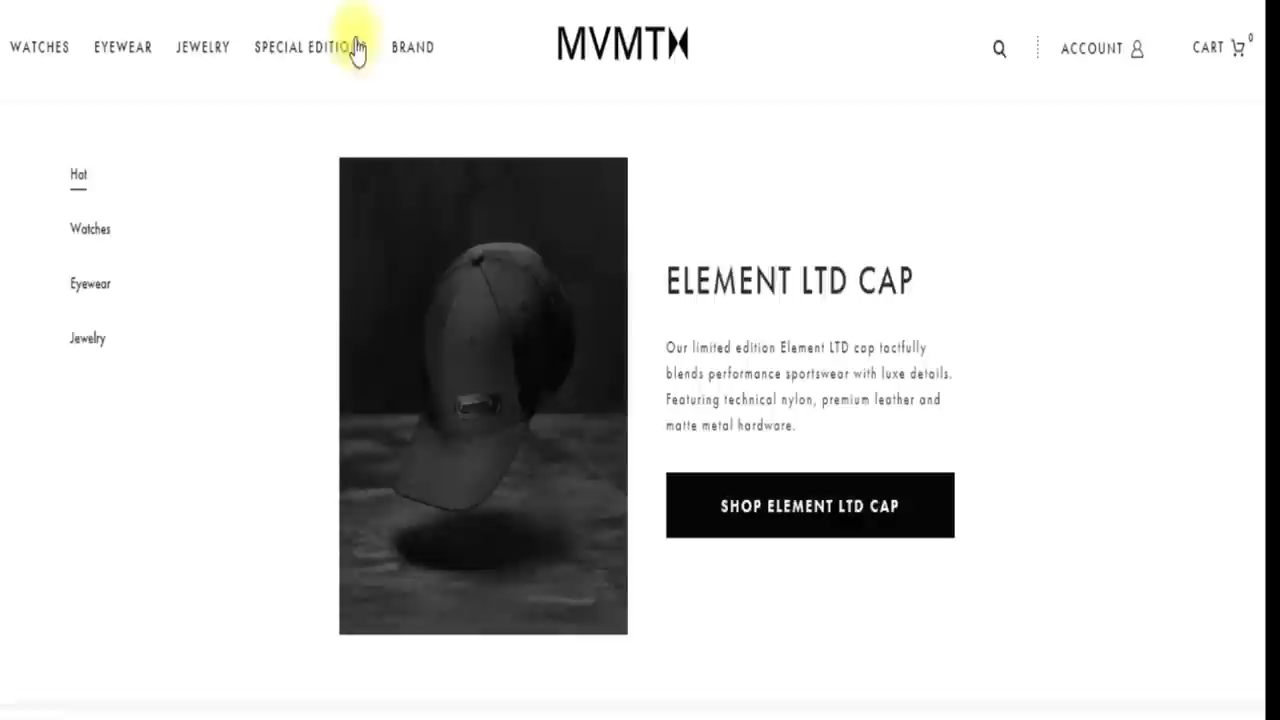 WATCHES EYEWEAR JEWELRY SPECIAL EDITIO BRAND
MVMT
ACCOUNT
CART 0
Hat
Watches
Eyewear
Jewelry
ELEMENT LTD CAP
Our limited edition Element LTD cap tactfully
blends performance sportswear with luxe details.
Featuring technical nylon, premium leather and
matte metal hardware.
SHOP ELEMENT LTD CAP